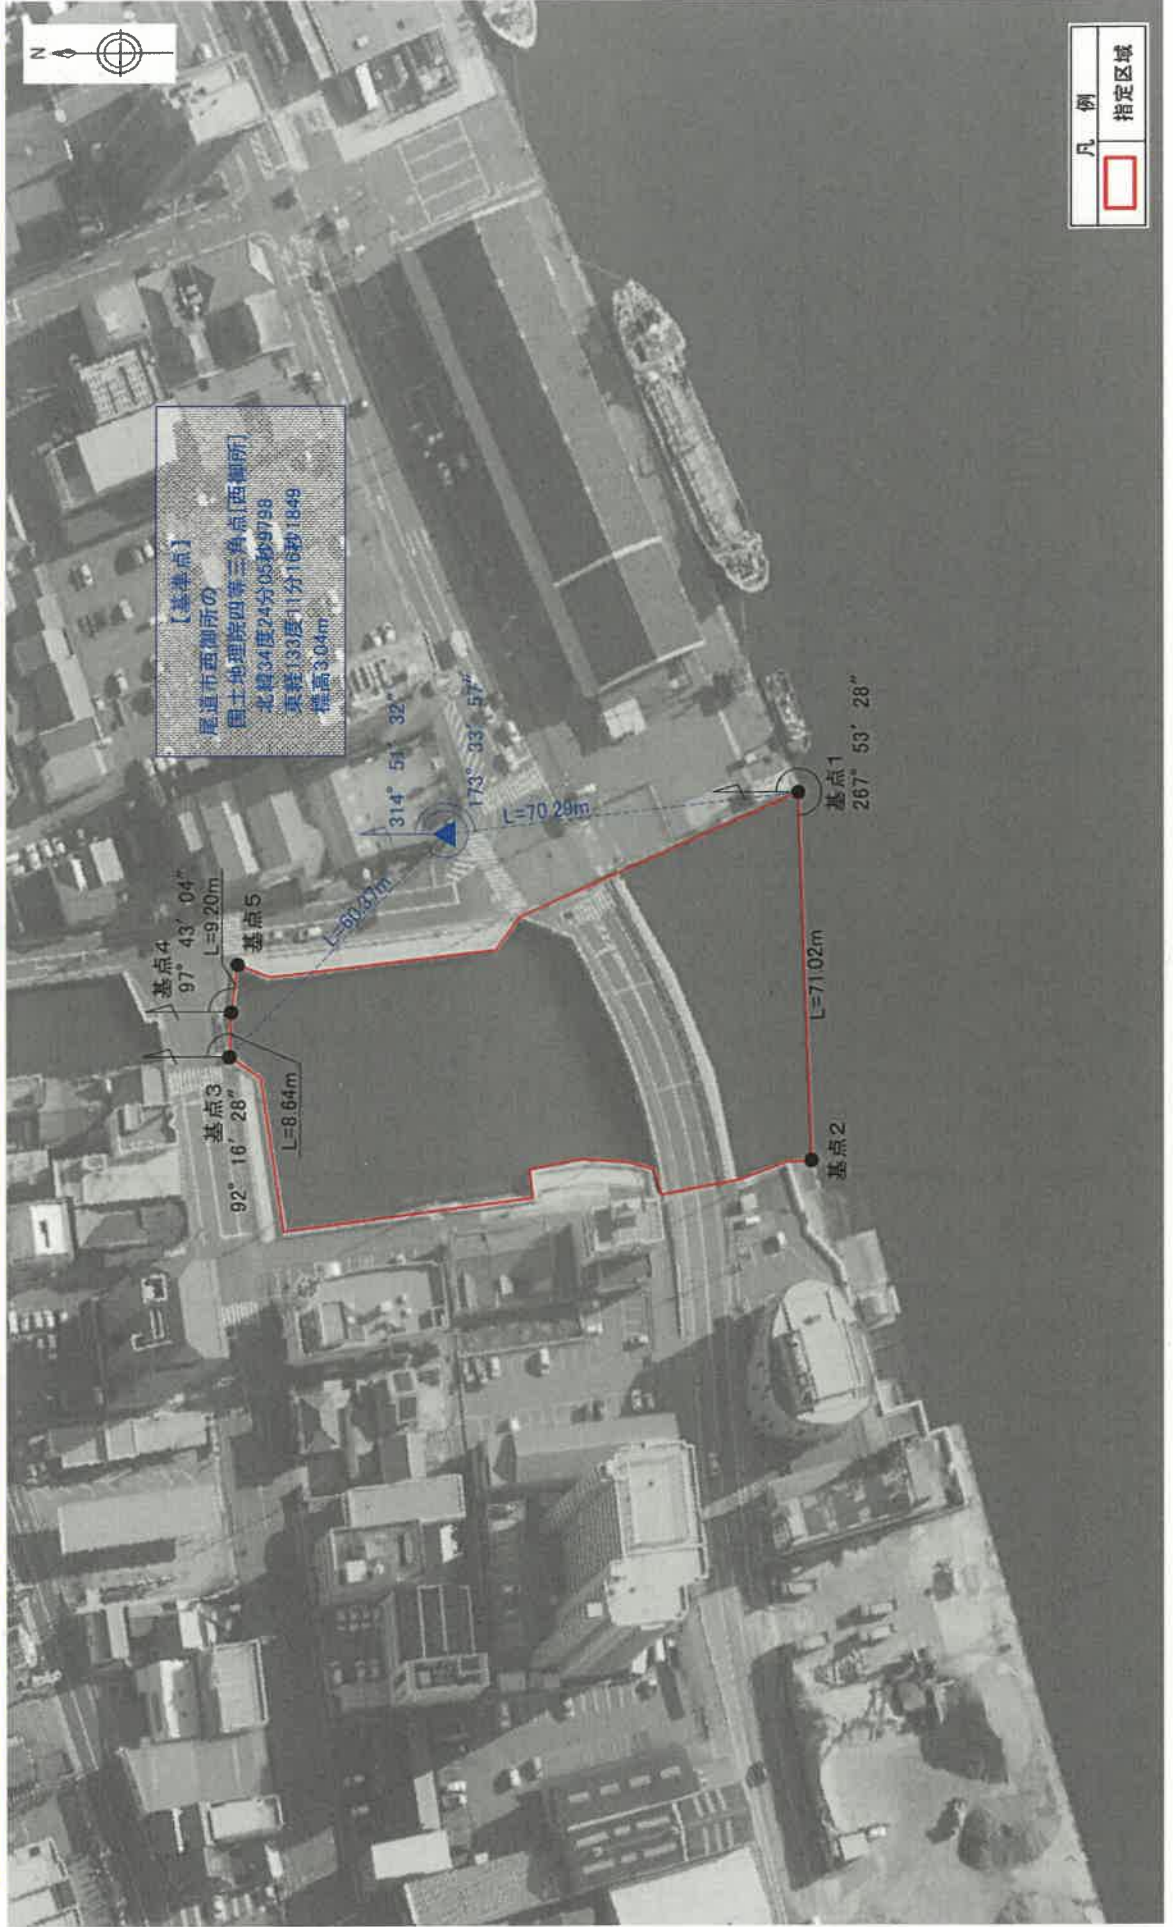 N
【基準点】
尾道市西御所の
国土地理院四等三角点[西御所]
北緯34度24分05秒9798
東経133度11分16秒1849
標高3.04m
314° 51′ 32″
173° 33′ 57″
L=70.29m
L=60.37m
基点4
97° 43′ 04″
L=9.20m
基点5
基点3
92° 16′ 28″
L=8.64m
基点1
267° 53′ 28″
L=71.02m
基点2
凡 例
指定区域